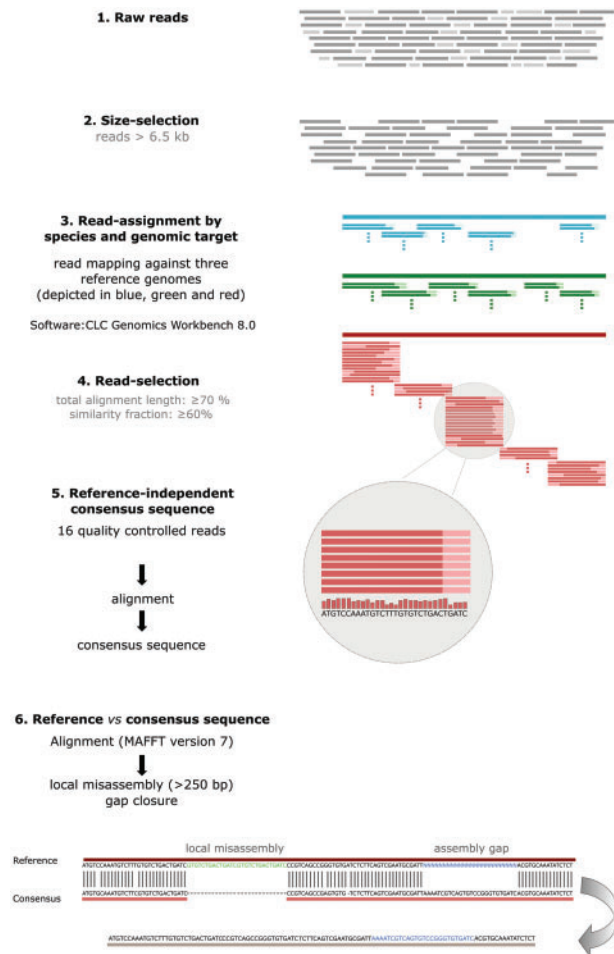 1. Raw reads
2. Size-selection
reads > 6.5 kb
3. Read-assignment by
species and genomic target
read mapping against three
reference genomes
(depicted in blue, green and red)
Software:CLC Genomics Workbench 8.0
4. Read-selection
total alignment length: ≥70 %
similarity fraction: ≥60%
5. Reference-independent
consensus sequence
16 quality controlled reads
alignment
consensus sequence
ATGTCCAAATGTCTTTGTGTCTGACTGATC
6. Reference vs consensus sequence
Alignment (MAFFT version 7)
local misassembly (>250 bp)
gap closure
local misassembly assembly gap
Reference
Consensus
ATGTCCAAATGTCTTTGTGTCTGACTGATCCCGTCAGCCGGGTGTGATCTCTTCAGTCGAATGCGATTAAAATCGTCAGTGTCCGGGTGTGATCACGTGCAAATATCTCT